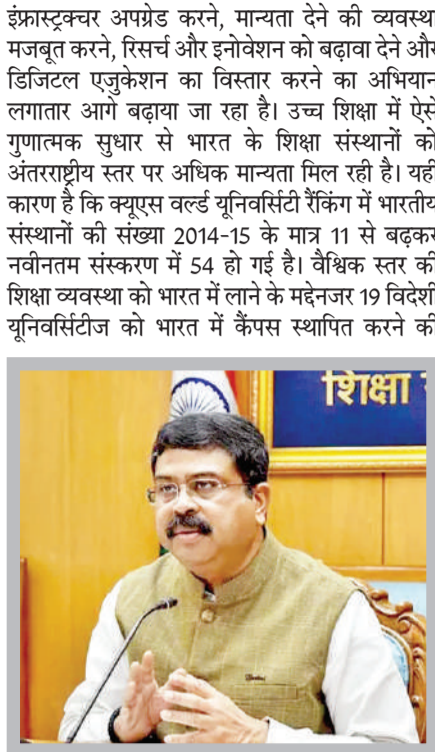 इंफ्रास्ट्रक्चर अपग्रेड करने, मान्यता देने की व्यवस्था
मजबूत करने, रिसर्च और इनोवेशन को बढ़ावा देने और
डिजिटल एजुकेशन का विस्तार करने का अभियान
लगातार आगे बढ़ाया जा रहा है। उच्च शिक्षा में ऐसे
गुणात्मक सुधार से भारत के शिक्षा संस्थानों को
अंतरराष्ट्रीय स्तर पर अधिक मान्यता मिल रही है। यही
कारण है कि क्यूएस वर्ल्ड यूनिवर्सिटी रैंकिंग में भारतीय
संस्थानों की संख्या 2014-15 के मात्र 11 से बढ़कर
नवीनतम संस्करण में 54 हो गई है। वैश्विक स्तर की
शिक्षा व्यवस्था को भारत में लाने के मद्देनजर 19 विदेशी
यूनिवर्सिटीज को भारत में कैंपस स्थापित करने की
शिक्षा